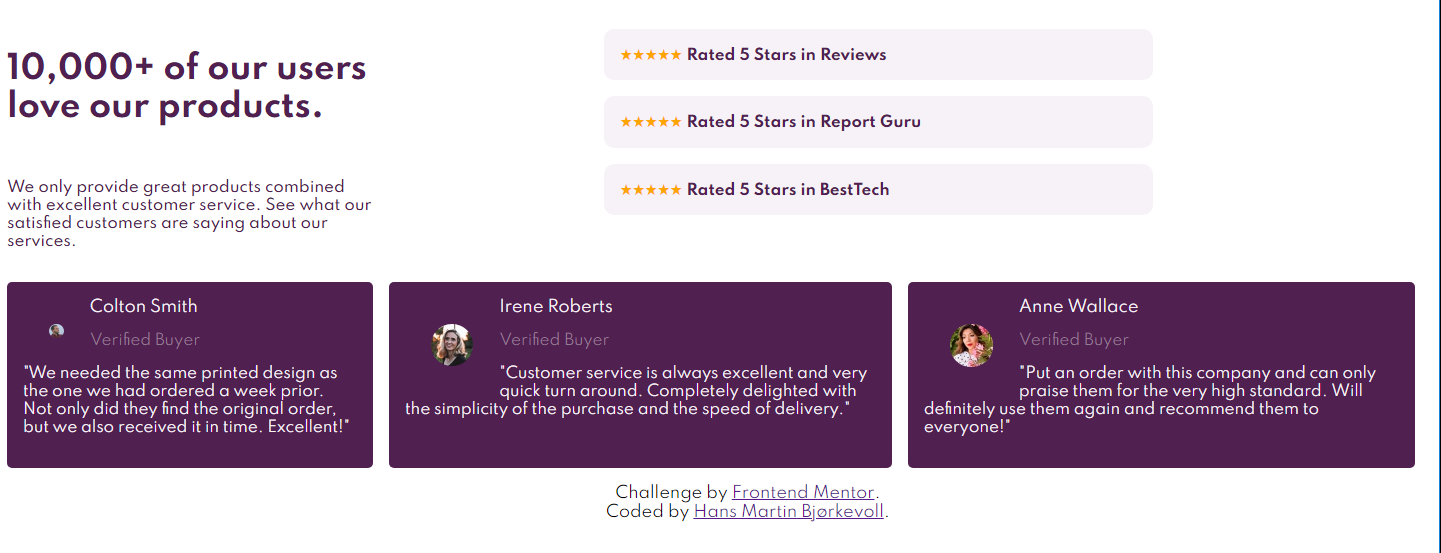 10,000+ of our users
love our products.
We only provide great products combined
with excellent customer service. See what our
satisfied customers are saying about our
services.
★★★★★ Rated 5 Stars in Reviews
★★★★★ Rated 5 Stars in Report Guru
★★★★★ Rated 5 Stars in BestTech
Colton Smith
Verified Buyer
"We needed the same printed design as
the one we had ordered a week prior.
Not only did they find the original order,
but we also received it in time. Excellent!"
Irene Roberts
Verified Buyer
"Customer service is always excellent and very
quick turn around. Completely delighted with
the simplicity of the purchase and the speed of delivery."
Anne Wallace
Verified Buyer
"Put an order with this company and can only
praise them for the very high standard. Will
definitely use them again and recommend them to
everyone!"
Challenge by Frontend Mentor.
Coded by Hans Martin Bjørkevoll.